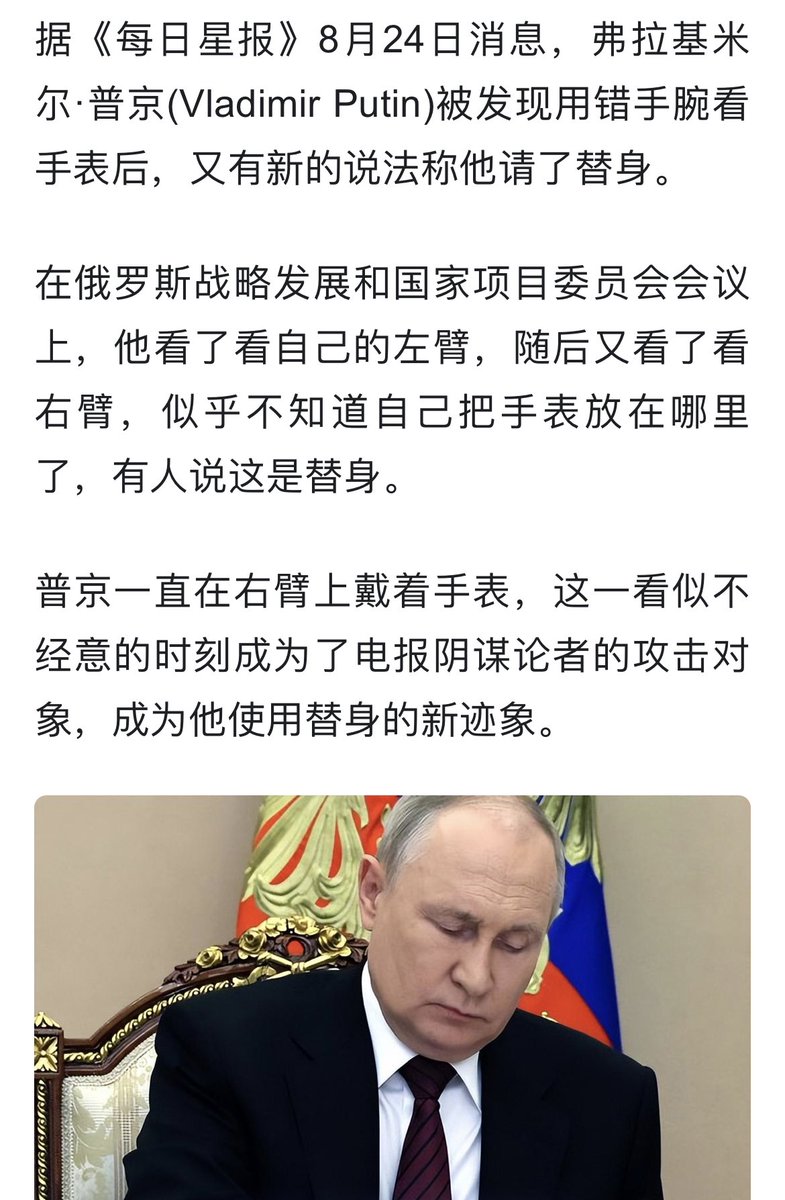 据《每日星报》8月24日消息，弗拉基米
尔·普京(Vladimir Putin)被发现用错手腕看
手表后，又有新的说法称他请了替身。
在俄罗斯战略发展和国家项目委员会会议
上，他看了看自己的左臂，随后又看了看
右臂，似乎不知道自己把手表放在哪里
了，有人说这是替身。
普京一直在右臂上戴着手表，这一看似不
经意的时刻成为了电报阴谋论者的攻击对
象，成为他使用替身的新迹象。